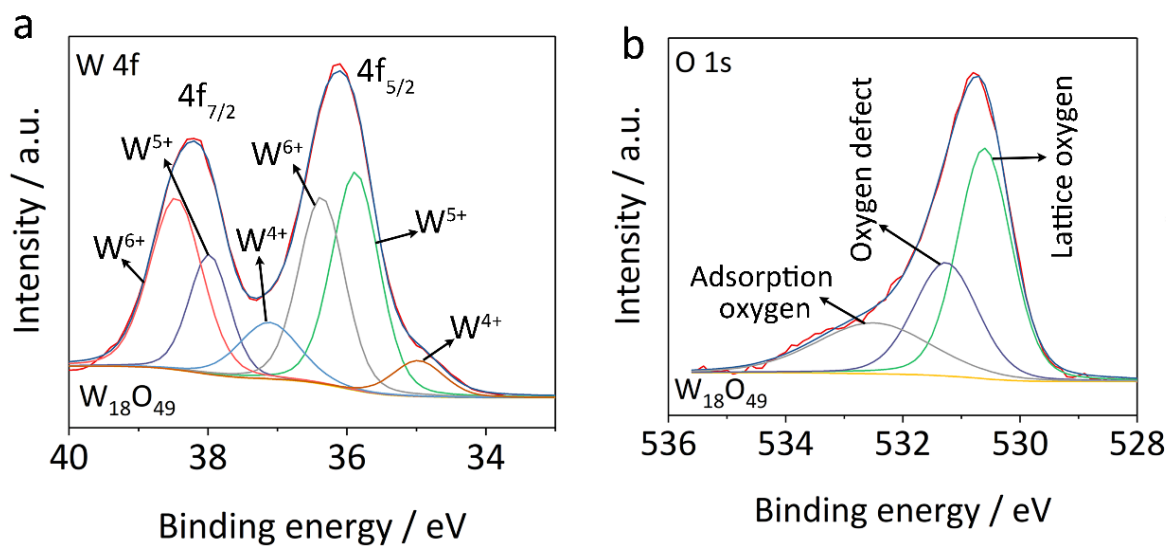 a
W 4f
4f7/2
4f5/2
W5+
W6+
W6+
W4+
W5+
W4+
W18O49
40
38
36
34
Intensity / a.u.
Binding energy / eV
b
O 1s
Oxygen defect
Lattice oxygen
Adsorption
oxygen
W18O49
536
534
532
530
528
Intensity / a.u.
Binding energy / eV